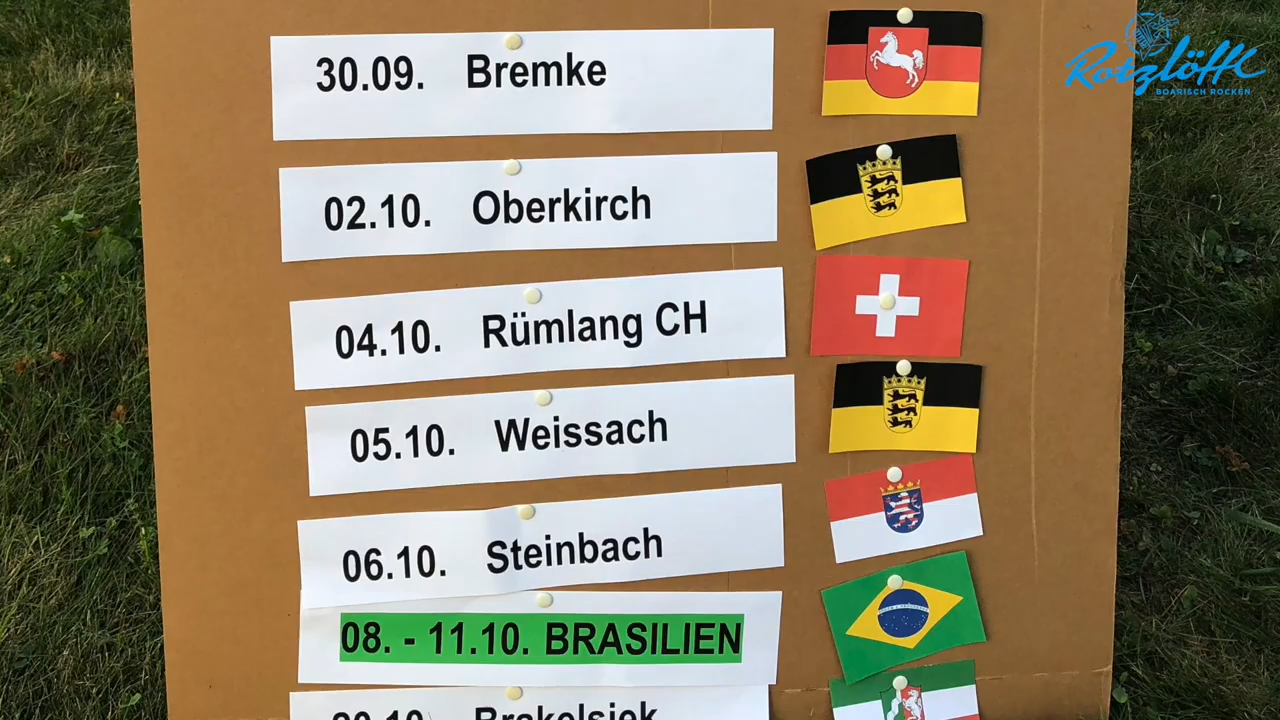 30.09. Bremke
Rotzlöffl
BOARISCH ROCKEN
02.10. Oberkirch
04.10. Rümlang CH
05.10. Weissach
06.10. Steinbach
08. - 11.10. BRASILIEN
Brakelsiek